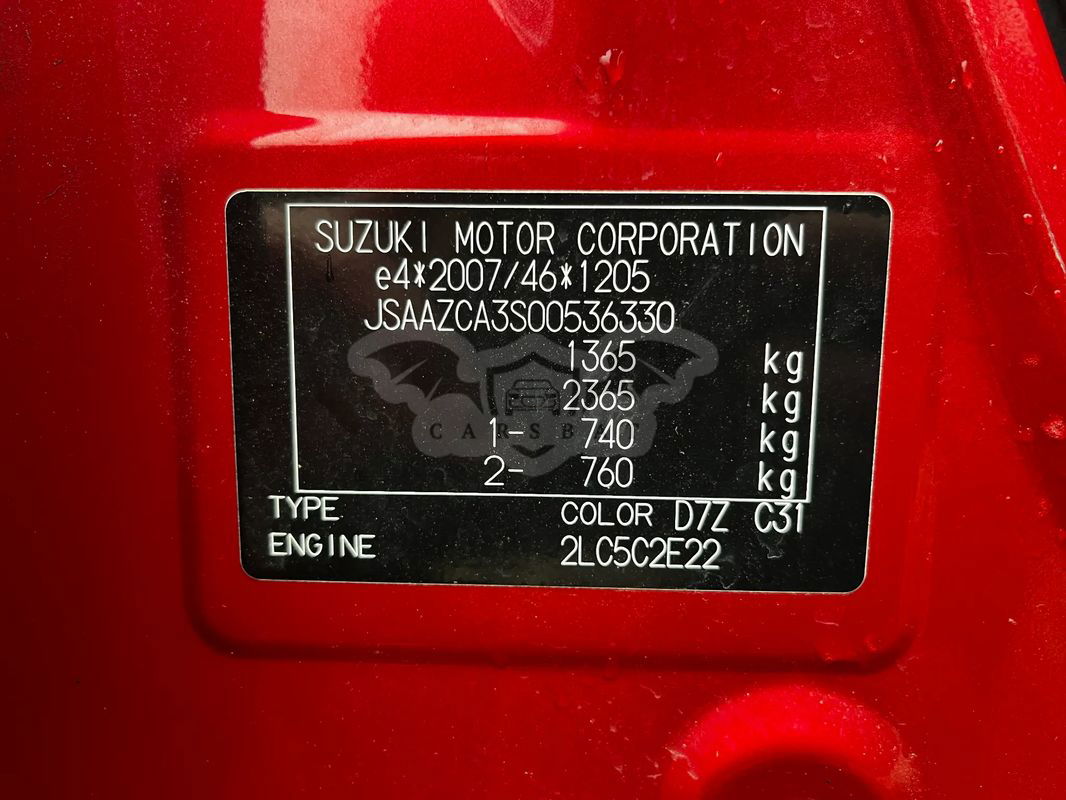 SUZUKI MOTOR CORPORATION
e4*2007/46*1205
JSAAZCA3S00536330
1365 kg
2365 kg
1- 740 kg
2- 760 kg
TYPE COLOR D7Z C31
ENGINE 2LC5C2E22